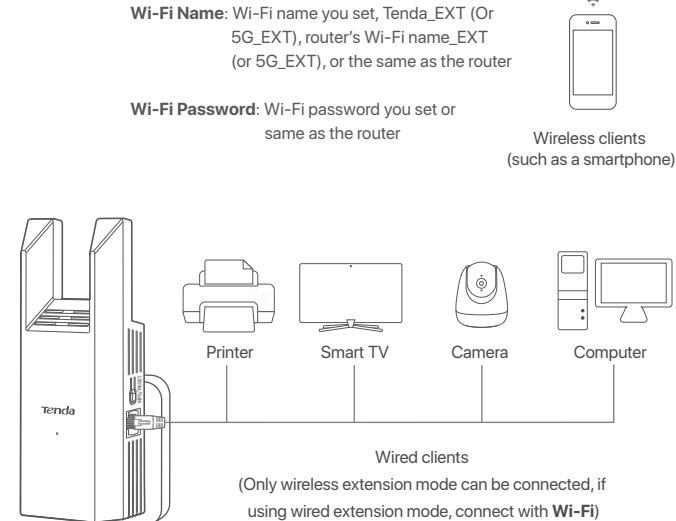 Wi-Fi Name: Wi-Fi name you set, Tenda_EXT (Or
5G_EXT), router's Wi-Fi name_EXT
(or 5G_EXT), or the same as the router
Wi-Fi Password: Wi-Fi password you set or
same as the router
Wireless clients
(such as a smartphone)
Printer
Smart TV
Camera
Computer
Tenda
WPS/ RESET
Wired clients
(Only wireless extension mode can be connected, if
using wired extension mode, connect with Wi-Fi)